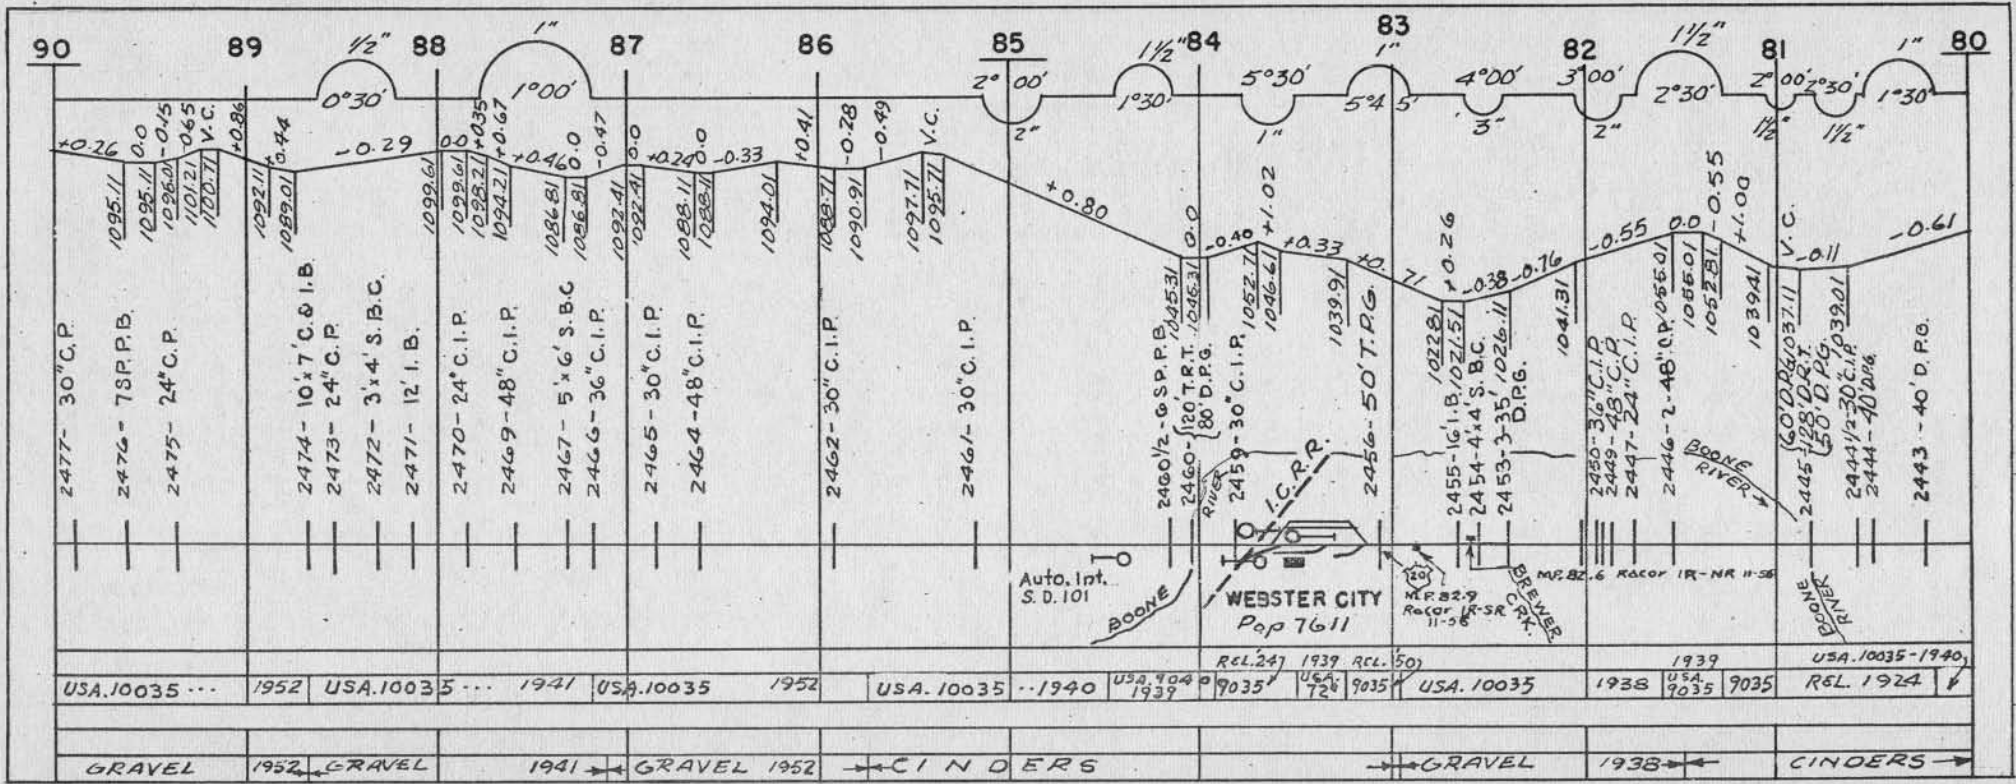 90 89 88 87 86 85 84 83 82 81 80
1/2" 1" 1 1/2" 1" 1 1/2" 1"
0°30' 1°00' 2°00' 1°30' 5°30' 5°45' 4°00' 3°00' 2°30' 2°00' 2°30' 1°30'
2" 1" 3" 2" 1 1/2" 1 1/2"
+0.26 0.0 -0.15 -0.65 V.C. +0.86 +0.44 -0.29 0.0 +0.35 +0.67 +0.46 0.0 -0.47 0.0 +0.24 0.0 -0.33 +0.41 -0.28 -0.49 V.C. +0.80 0.0 -0.40 +1.02 +0.33 +0.71 +0.26 -0.38 -0.76 -0.55 0.0 -0.55 +1.00 V.C. -0.11 -0.61
1095.11 1095.11 1096.01 1101.21 1100.71 1092.11 1089.01 1099.61 1099.61 1098.21 1094.21 1086.81 1086.81 1092.41 1092.41 1088.11 1088.11 1094.01 1088.71 1090.91 1097.71 1095.71 1045.31 1046.31 1052.71 1046.61 1039.91 1022.81 1021.51 1026.11 1041.31 1055.01 1055.01 1052.81 1039.41 1037.11 1039.01
2477-30" C.P.
2476-7SP.P.B.
2475-24" C.P.
2474-10'x7' C.& I.B.
2473-24" C.P.
2472-3'x4' S.B.C.
2471-12' I.B.
2470-24" C.I.P.
2469-48" C.I.P.
2467-5'x6' S.B.C
2466-36" C.I.P.
2465-30" C.I.P.
2464-48" C.I.P.
2462-30" C.I.P.
2461-30" C.I.P.
2460 1/2-6 SP.P.B.
2460-{120' T.R.T.
80' D.P.G.
2459-30" C.I.P.
2456-50' T.P.G.
2455-16' I.B.
2454-4'x4' S.B.C.
2453-3-35'
D.P.G.
2450-36" C.I.P.
2449-48" C.P.
2447-24" C.I.P.
2446-2-48" C.P.
(60' D.P.G.
2445-128' D.R.T.
(50' D.P.G.
2444 1/2-30" C.I.P.
2444-40' D.P.G.
2443-40' D.P.G.
RIVER
I.C.R.R.
BOONE
RIVER
Auto. Int.
S. D. 101
BOONE
WEBSTER CITY
Pop 7611
20
M.P. 82.9
Racor IR-SR
11-56
BREWER
CRK.
M.P. 82.6 Racor IR-NR 11-56
BOONE
RIVER
REL.'24 1939 REL.'50 1939 USA. 10035-1940
USA. 10035 ... 1952 USA. 10035 ... 1941 USA. 10035 1952 USA. 10035 ..1940 USA. 9040 1939 9035 USA. 72# 9035 USA. 10035 1938 USA. 9035 9035 REL. 1924
GRAVEL 1952 GRAVEL 1941 GRAVEL 1952 CINDERS GRAVEL 1938 CINDERS